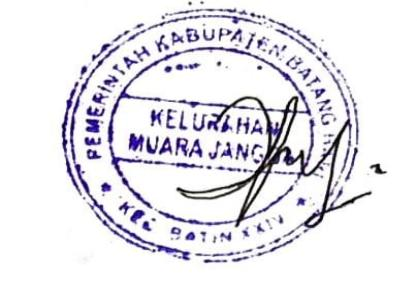 PEMERINTAH KABUPATEN BATANG
KELURAHAN
MUARA JANG
KEC BATIN XXIV